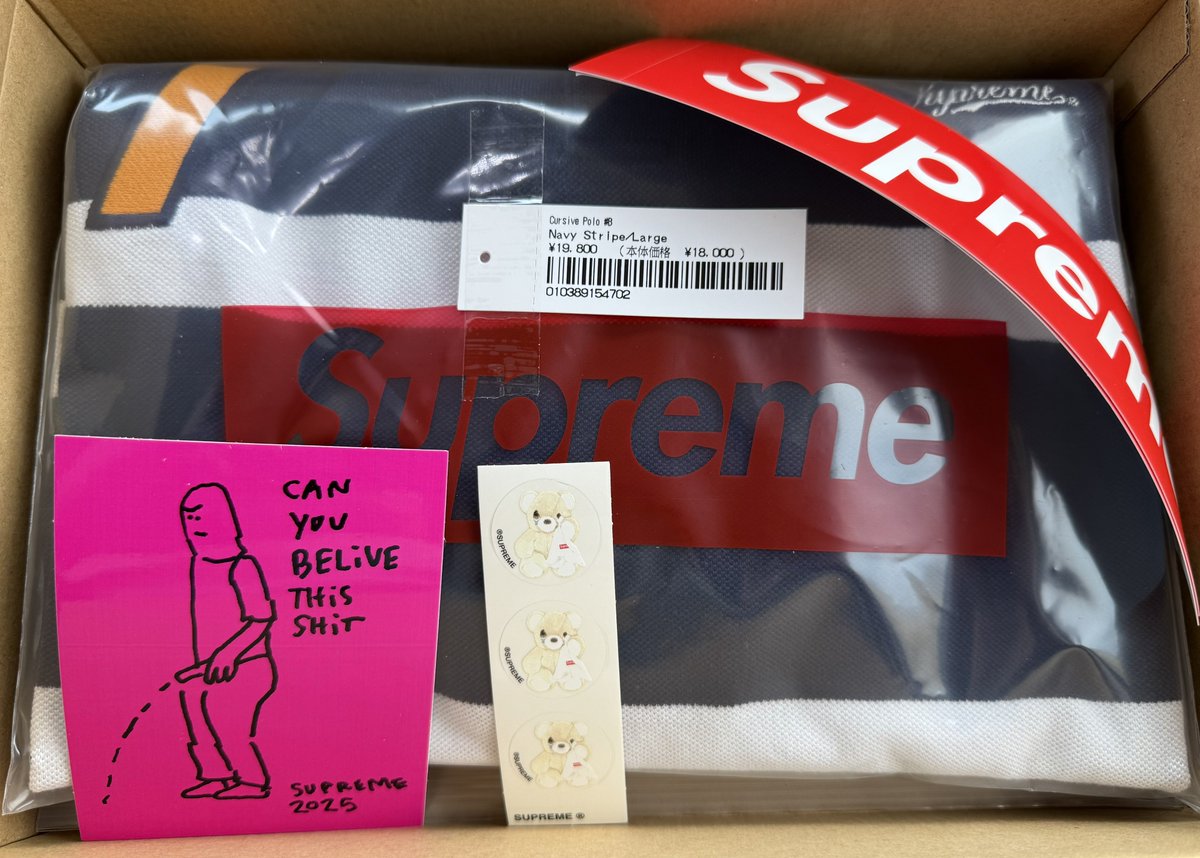 Supreme
Supreme
Cursive Polo #8
Navy Stripe/Large
¥19.800 (本体価格 ¥18.000 )
010389154702
Supreme
CAN
YOU
BELIVE
THIS
SHIT
SUPREME
2025
®SUPREME
®SUPREME
®SUPREME
SUPREME ®